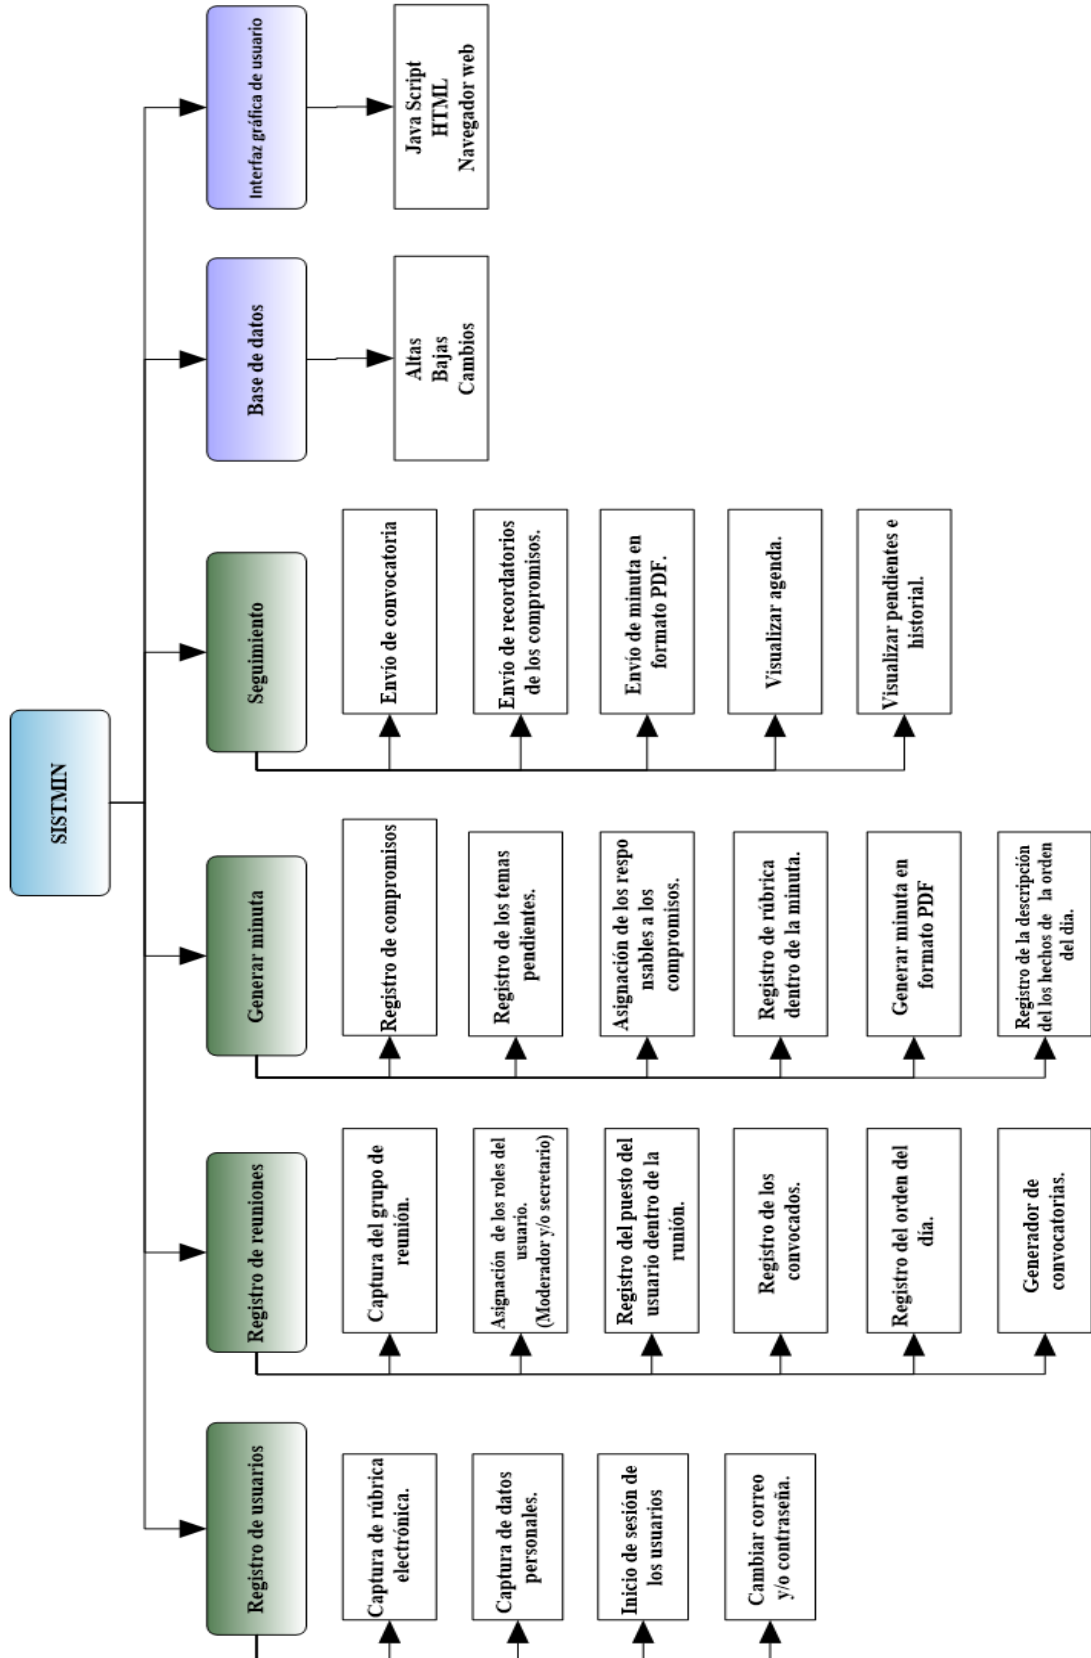 SISTMIN
Registro de usuarios
Captura de rúbrica
electrónica.
Captura de datos
personales.
Inicio de sesión de
los usuarios
Cambiar correo
y/o contraseña.
Registro de reuniones
Captura del grupo de
reunión.
Asignación de los roles del
usuario.
(Moderador y/o secretario)
Registro del puesto del
usuario dentro de la
runión.
Registro de los
convocados.
Registro del orden del
día.
Generador de
convocatorias.
Generar minuta
Registro de compromisos
Registro de los temas
pendientes.
Asignación de los respo
nsables a los
compromisos.
Registro de rúbrica
dentro de la minuta.
Generar minuta en
formato PDF
Registro de la descripción
del los hechos de la orden
del día.
Seguimiento
Envío de convocatoria
Envío de recordatorios
de los compromisos.
Envío de minuta en
formato PDF.
Visualizar agenda.
Visualizar pendientes e
historial.
Base de datos
Altas
Bajas
Cambios
Interfaz gráfica de usuario
Java Script
HTML
Navegador web